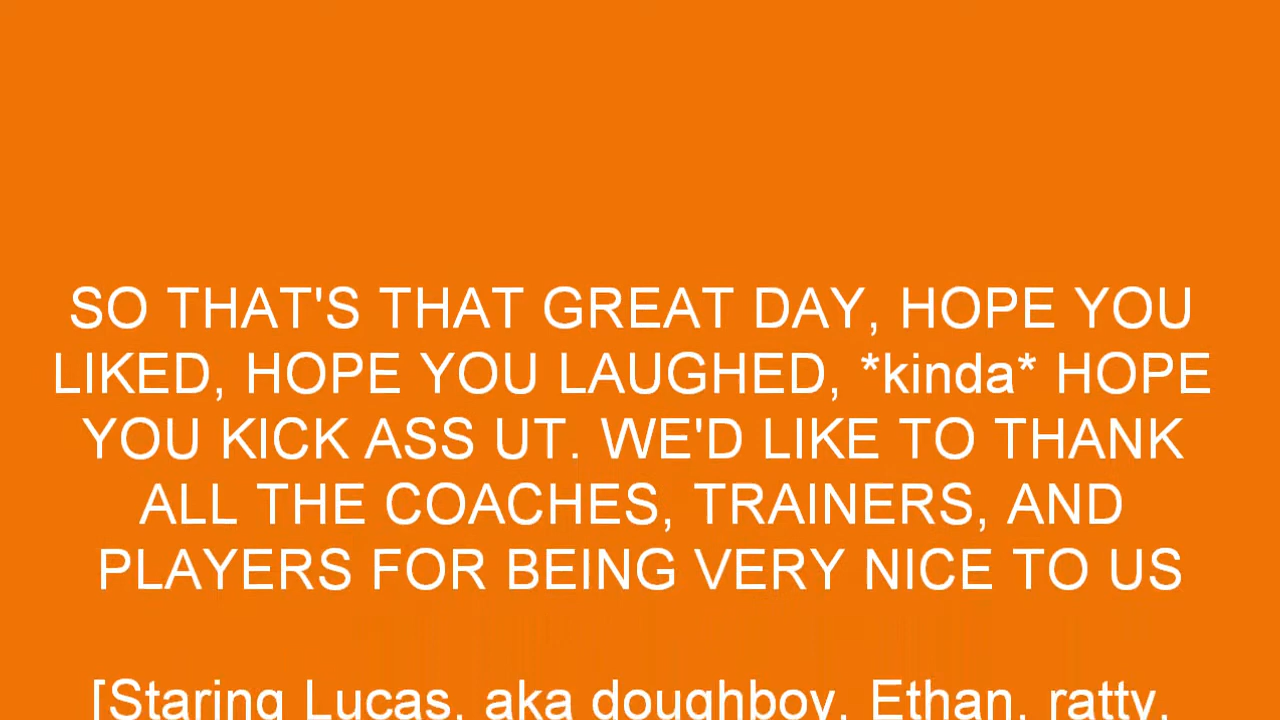 SO THAT'S THAT GREAT DAY, HOPE YOU
LIKED, HOPE YOU LAUGHED, *kinda* HOPE
YOU KICK ASS UT. WE'D LIKE TO THANK
ALL THE COACHES, TRAINERS, AND
PLAYERS FOR BEING VERY NICE TO US
[Staring Lucas, aka doughboy, Ethan, ratty,